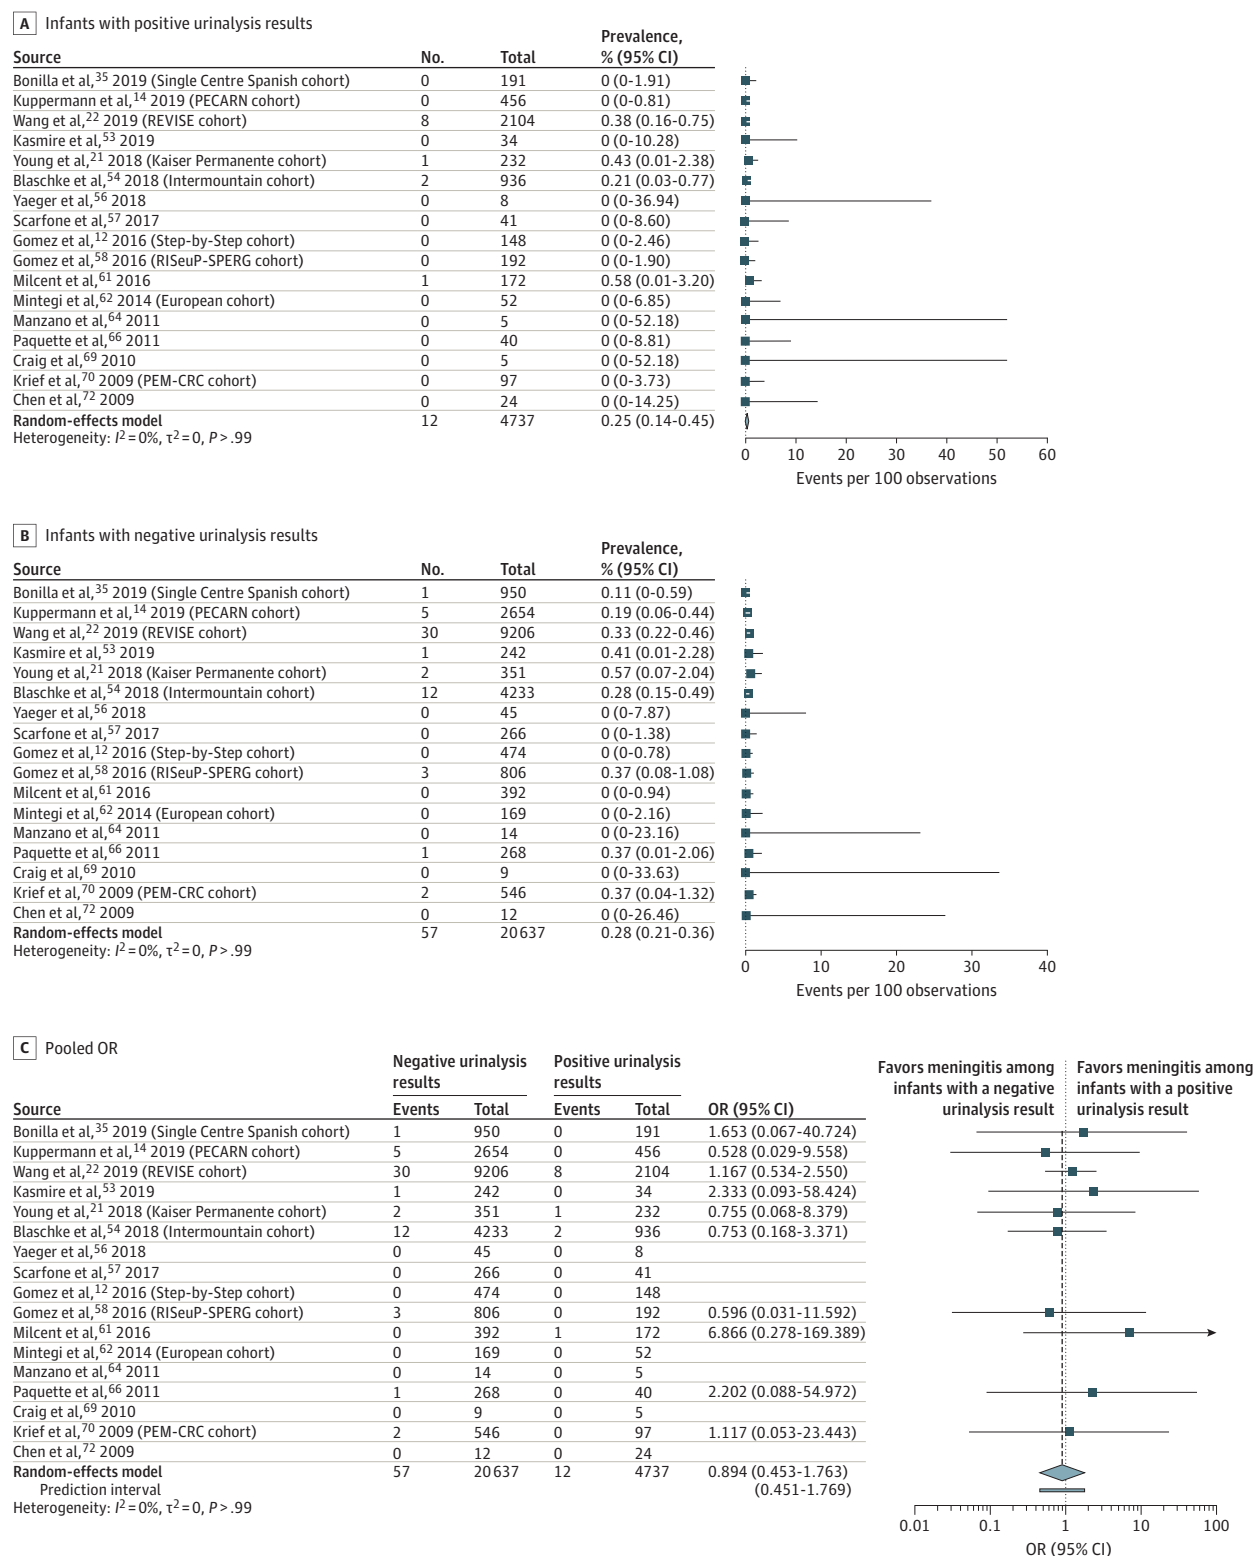 A Infants with positive urinalysis results
Prevalence,
Source No. Total % (95% CI)
Bonilla et al,35 2019 (Single Centre Spanish cohort) 0 191 0 (0-1.91)
Kuppermann et al,14 2019 (PECARN cohort) 0 456 0 (0-0.81)
Wang et al,22 2019 (REVISE cohort) 8 2104 0.38 (0.16-0.75)
Kasmire et al,53 2019 0 34 0 (0-10.28)
Young et al,21 2018 (Kaiser Permanente cohort) 1 232 0.43 (0.01-2.38)
Blaschke et al,54 2018 (Intermountain cohort) 2 936 0.21 (0.03-0.77)
Yaeger et al,56 2018 0 8 0 (0-36.94)
Scarfone et al,57 2017 0 41 0 (0-8.60)
Gomez et al,12 2016 (Step-by-Step cohort) 0 148 0 (0-2.46)
Gomez et al,58 2016 (RISeuP-SPERG cohort) 0 192 0 (0-1.90)
Milcent et al,61 2016 1 172 0.58 (0.01-3.20)
Mintegi et al,62 2014 (European cohort) 0 52 0 (0-6.85)
Manzano et al,64 2011 0 5 0 (0-52.18)
Paquette et al,66 2011 0 40 0 (0-8.81)
Craig et al,69 2010 0 5 0 (0-52.18)
Krief et al,70 2009 (PEM-CRC cohort) 0 97 0 (0-3.73)
Chen et al,72 2009 0 24 0 (0-14.25)
Random-effects model 12 4737 0.25 (0.14-0.45)
Heterogeneity: I2 = 0%, τ2 = 0, P > .99
0 10 20 30 40 50 60
Events per 100 observations
B Infants with negative urinalysis results
Prevalence,
Source No. Total % (95% CI)
Bonilla et al,35 2019 (Single Centre Spanish cohort) 1 950 0.11 (0-0.59)
Kuppermann et al,14 2019 (PECARN cohort) 5 2654 0.19 (0.06-0.44)
Wang et al,22 2019 (REVISE cohort) 30 9206 0.33 (0.22-0.46)
Kasmire et al,53 2019 1 242 0.41 (0.01-2.28)
Young et al,21 2018 (Kaiser Permanente cohort) 2 351 0.57 (0.07-2.04)
Blaschke et al,54 2018 (Intermountain cohort) 12 4233 0.28 (0.15-0.49)
Yaeger et al,56 2018 0 45 0 (0-7.87)
Scarfone et al,57 2017 0 266 0 (0-1.38)
Gomez et al,12 2016 (Step-by-Step cohort) 0 474 0 (0-0.78)
Gomez et al,58 2016 (RISeuP-SPERG cohort) 3 806 0.37 (0.08-1.08)
Milcent et al,61 2016 0 392 0 (0-0.94)
Mintegi et al,62 2014 (European cohort) 0 169 0 (0-2.16)
Manzano et al,64 2011 0 14 0 (0-23.16)
Paquette et al,66 2011 1 268 0.37 (0.01-2.06)
Craig et al,69 2010 0 9 0 (0-33.63)
Krief et al,70 2009 (PEM-CRC cohort) 2 546 0.37 (0.04-1.32)
Chen et al,72 2009 0 12 0 (0-26.46)
Random-effects model 57 20637 0.28 (0.21-0.36)
Heterogeneity: I2 = 0%, τ2 = 0, P > .99
0 10 20 30 40
Events per 100 observations
C Pooled OR
Negative urinalysis Positive urinalysis Favors meningitis among Favors meningitis among
results results infants with a negative infants with a positive
Source Events Total Events Total OR (95% CI) urinalysis result urinalysis result
Bonilla et al,35 2019 (Single Centre Spanish cohort) 1 950 0 191 1.653 (0.067-40.724)
Kuppermann et al,14 2019 (PECARN cohort) 5 2654 0 456 0.528 (0.029-9.558)
Wang et al,22 2019 (REVISE cohort) 30 9206 8 2104 1.167 (0.534-2.550)
Kasmire et al,53 2019 1 242 0 34 2.333 (0.093-58.424)
Young et al,21 2018 (Kaiser Permanente cohort) 2 351 1 232 0.755 (0.068-8.379)
Blaschke et al,54 2018 (Intermountain cohort) 12 4233 2 936 0.753 (0.168-3.371)
Yaeger et al,56 2018 0 45 0 8
Scarfone et al,57 2017 0 266 0 41
Gomez et al,12 2016 (Step-by-Step cohort) 0 474 0 148
Gomez et al,58 2016 (RISeuP-SPERG cohort) 3 806 0 192 0.596 (0.031-11.592)
Milcent et al,61 2016 0 392 1 172 6.866 (0.278-169.389)
Mintegi et al,62 2014 (European cohort) 0 169 0 52
Manzano et al,64 2011 0 14 0 5
Paquette et al,66 2011 1 268 0 40 2.202 (0.088-54.972)
Craig et al,69 2010 0 9 0 5
Krief et al,70 2009 (PEM-CRC cohort) 2 546 0 97 1.117 (0.053-23.443)
Chen et al,72 2009 0 12 0 24
Random-effects model 57 20637 12 4737 0.894 (0.453-1.763)
Prediction interval (0.451-1.769)
Heterogeneity: I2 = 0%, τ2 = 0, P > .99
0.01 0.1 1 10 100
OR (95% CI)